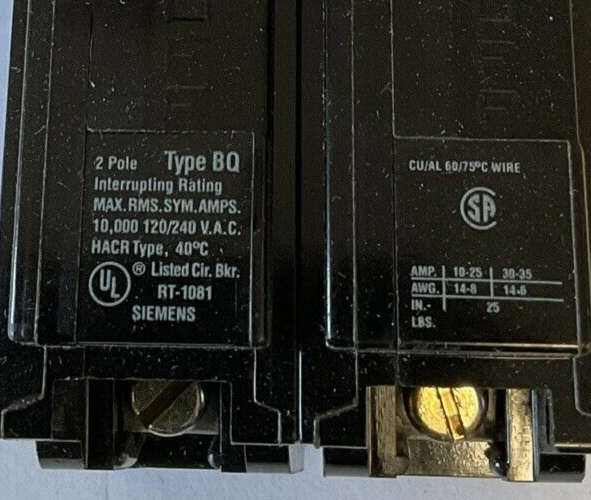 2 Pole Type BQ
Interrupting Rating
MAX.RMS.SYM.AMPS.
10,000 120/240 V.A.C.
HACR Type, 40°C
UL ® Listed Cir. Bkr.
RT-1081
SIEMENS
CU/AL 60/75°C WIRE
SA
AMP. 10-25 30-35
AWG. 14-8 14-6
IN.- 25
LBS.